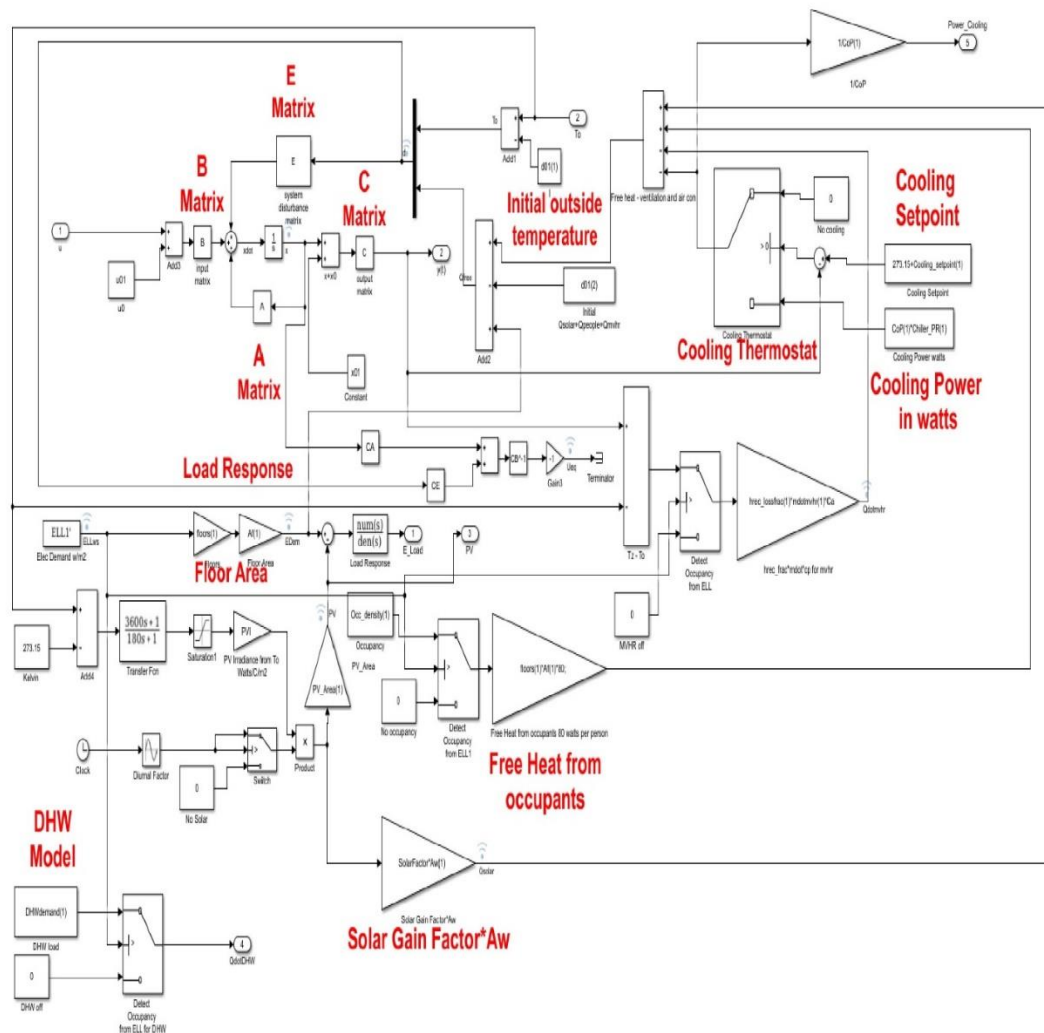 Power_Cooling
5
1/CoP(1)
1/CoP
E
Matrix
To
2
To
Add1
d01(1)
Initial outside
temperature
Free heat - ventilation and air con
E
system
disturbance
matrix
B
Matrix
C
Matrix
1
u
Add3
B
input
matrix
xdot
1
s
x
x+x0
C
output
matrix
2
y(t)
u01
u0
A
A
Matrix
x01
Constant
Add2
d01(2)
Initial
Qsolar+Qpeople+Qmvhr
0
No cooling
> 0
Cooling
Setpoint
273.15+Cooling_setpoint(1)
Cooling Setpoint
Cooling Thermostat
Cooling Thermostat
CoP(1)*Chiller_PR(1)
Cooling Power watts
Cooling Power
in watts
Load Response
CA
CE
CB^-1
-1
Gain3
Ueq
Terminator
Tz - To
>
Detect
Occupancy
from ELL
hrec_lossfrac(1)*mdotmvhr(1)*Ca
hrec_frac*mdot*cp for mvhr
Qdotmvhr
0
MVHR off
ELL1'
Elec Demand w/m2
ELLws
floors(1)
Af(1)
Floor Area
EDem
Floor Area
num(s)
den(s)
Load Response
1
E_Load
3
PV
273.15
Kelvin
Add4
3600s+1
180s+1
Transfer Fcn
Saturation1
PVI
PV Irradiance from To
Watts/C/m2
PV
PV_Area(1)
PV_Area
Occ_density(1)
Occupancy
>
0
No occupancy
Detect
Occupancy
from ELL1
floors(1)*Af(1)*80;
Free Heat from occupants 80 watts per person
Free Heat from
occupants
Clock
Diurnal Factor
0
No Solar
>
Switch
x
Product
DHW
Model
DHWdemand(1)
DHW load
>
0
DHW off
Detect
Occupancy
from ELL for DHW
4
QdotDHW
SolarFactor*Aw(1)
Solar Gain Factor*Aw
Qsolar
Solar Gain Factor*Aw